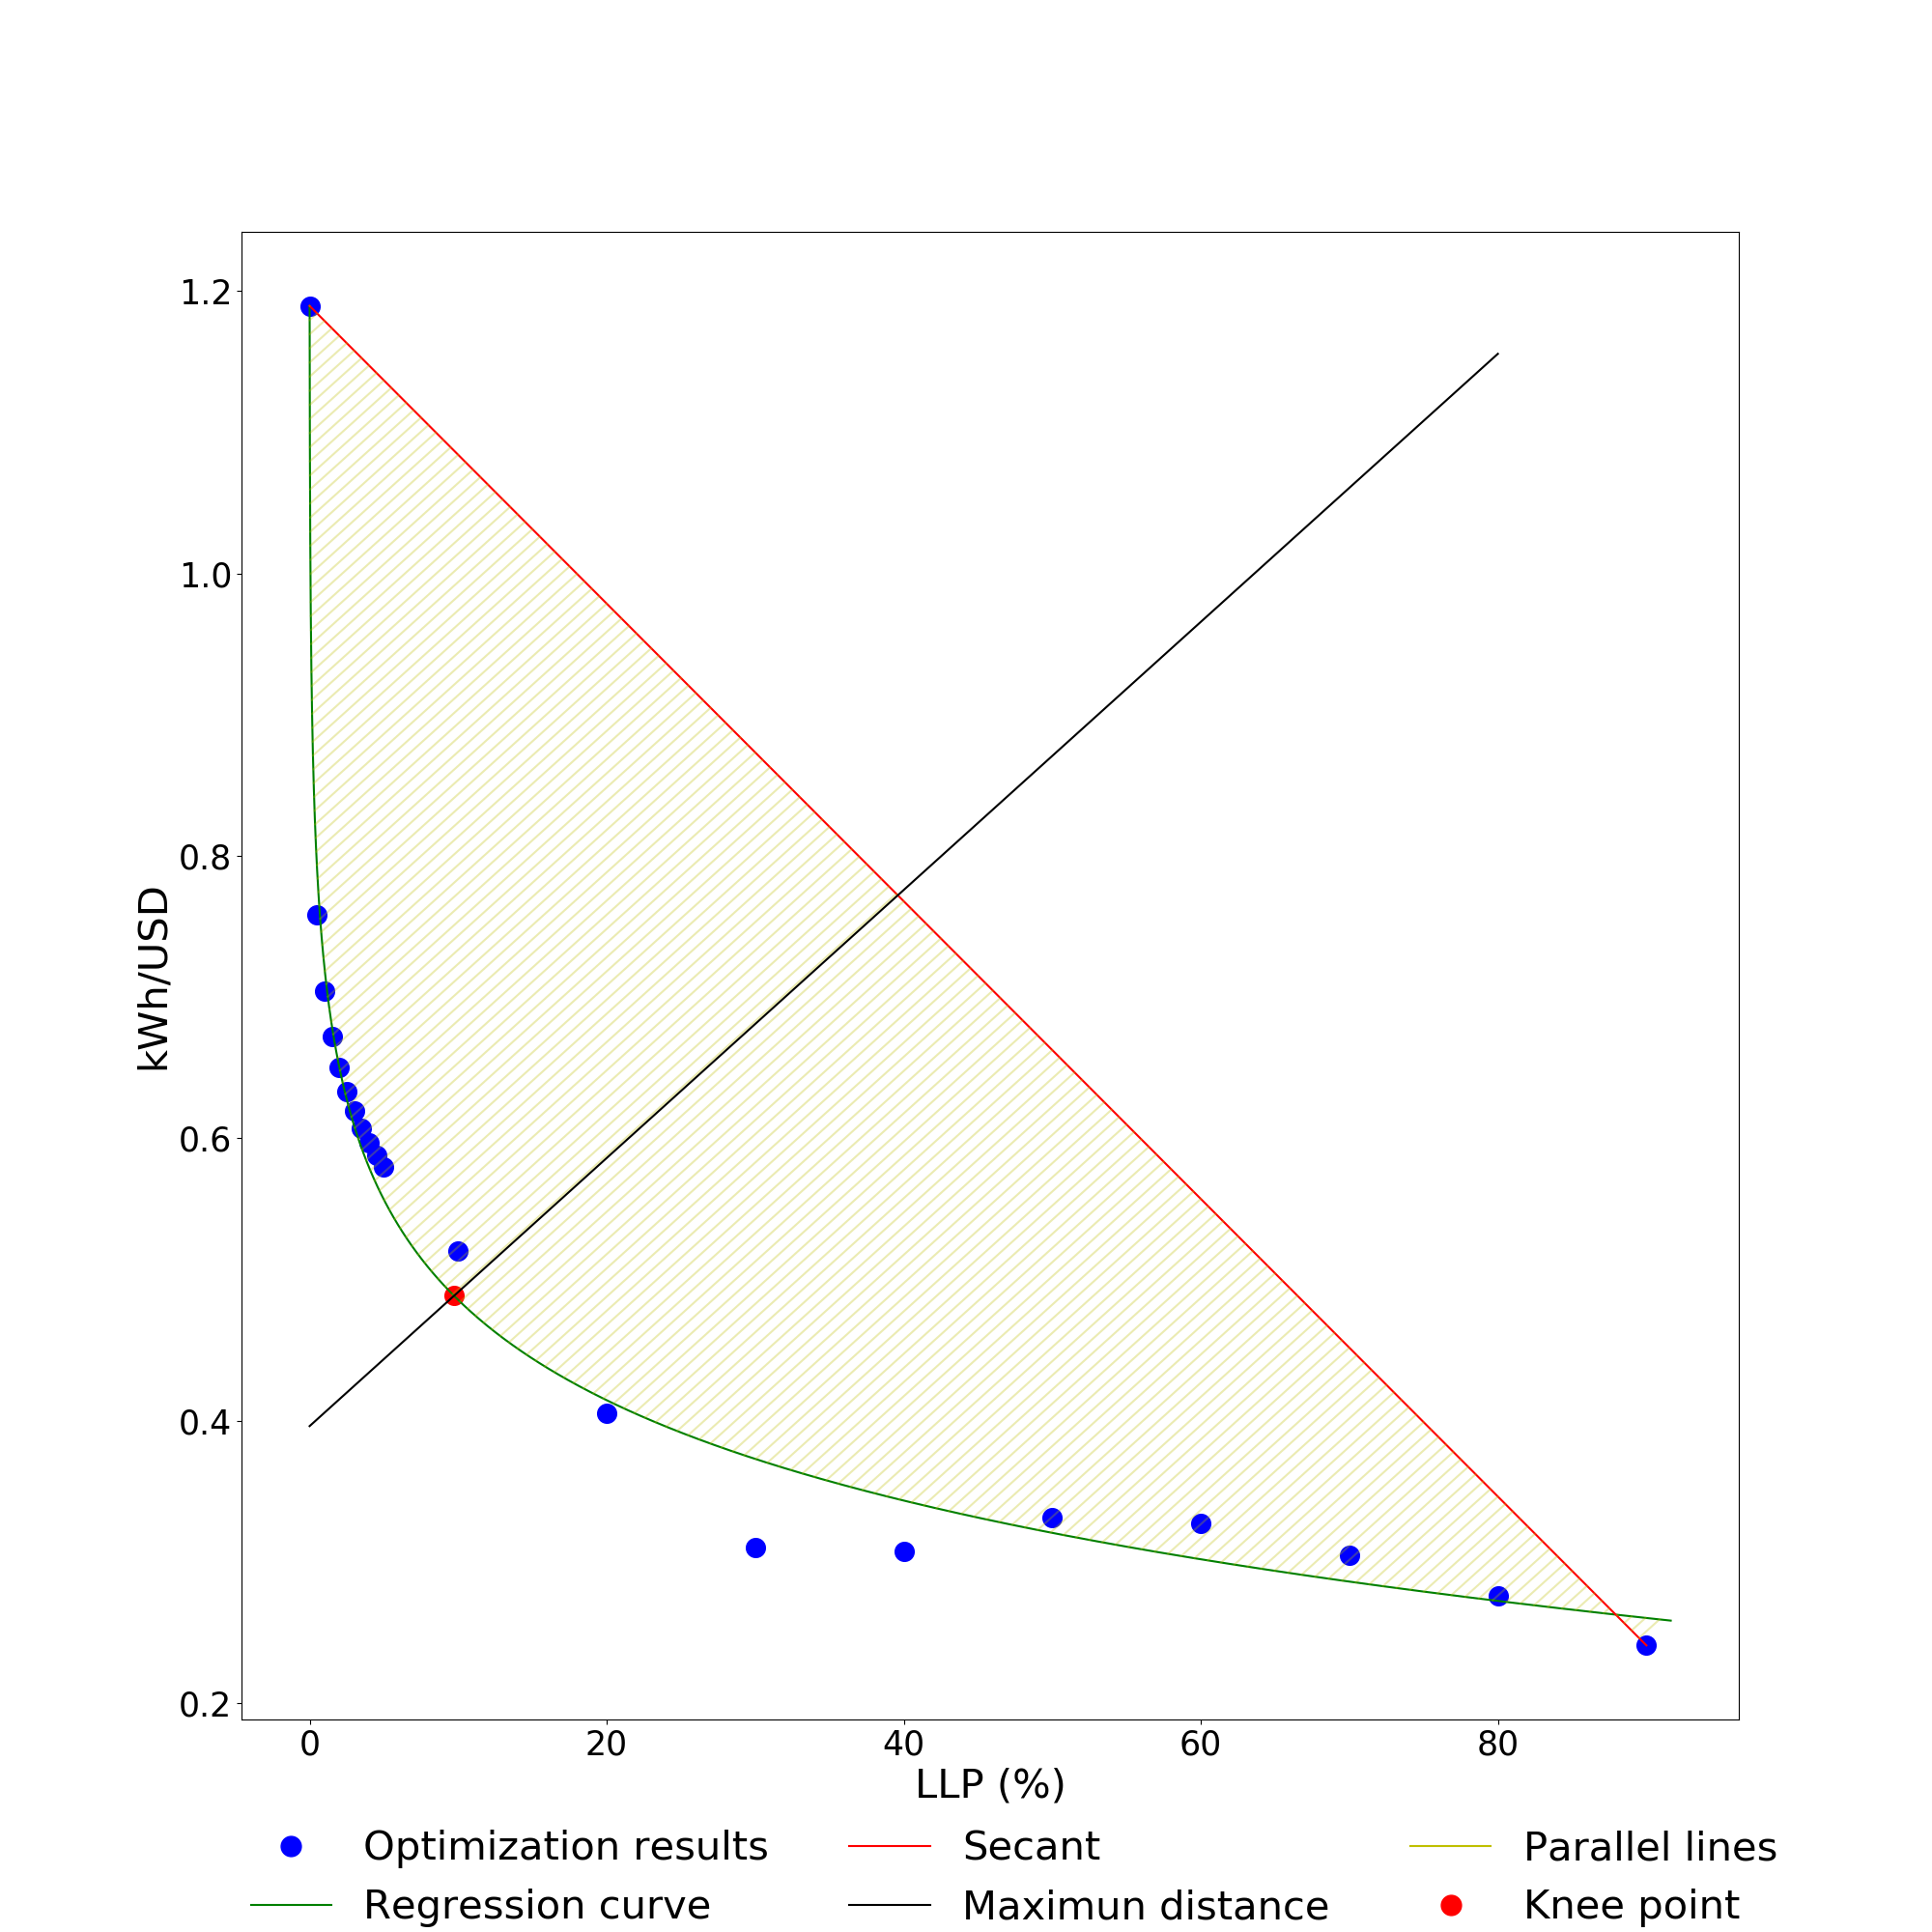 1.2
1.0
0.8
0.6
0.4
0.2
kWh/USD
0 20 40 60 80
LLP (%)
Optimization results Secant Parallel lines
Regression curve Maximun distance Knee point